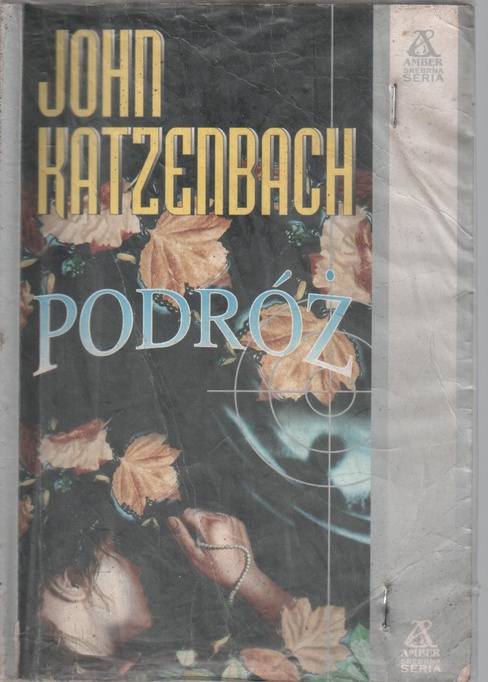 JOHN
KATZENBACH
PODRÓŻ
AMBER
SREBRNA
SERIA
AMBER
SREBRNA
SERIA